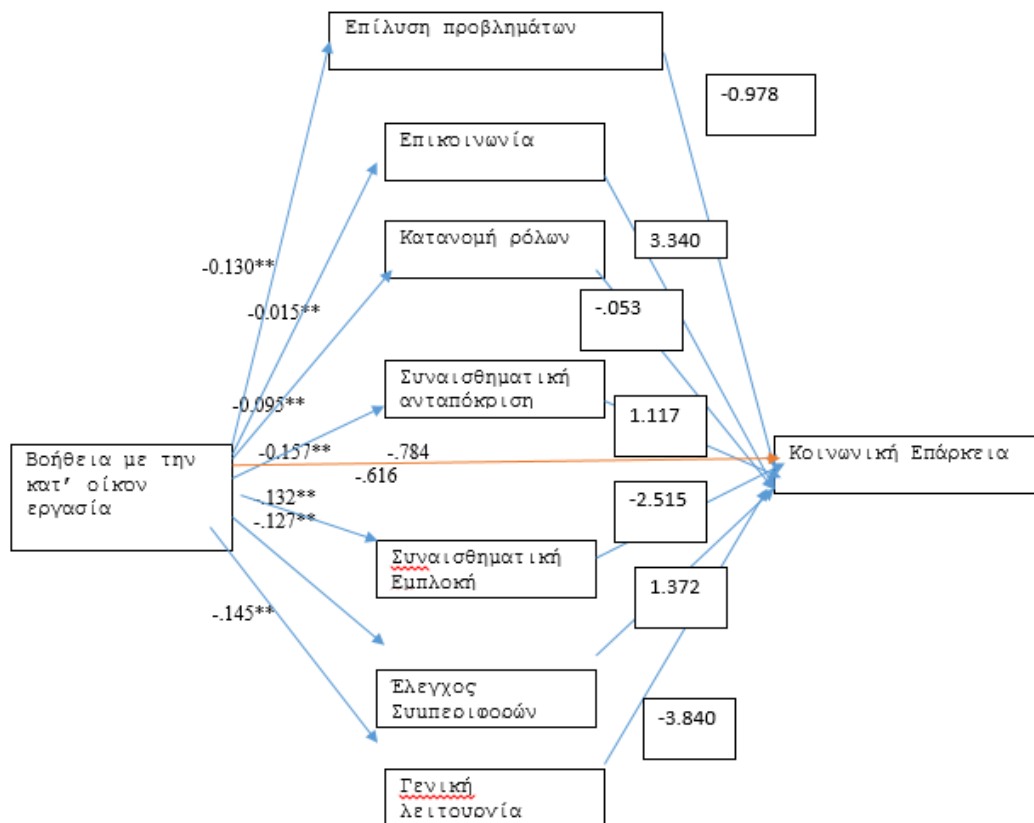 Επίλυση προβλημάτων
-0.978
Επικοινωνία
Κατανομή ρόλων
3.340
-0.130**
-.053
-0.015**
Συναισθηματική
ανταπόκριση
-0.095**
1.117
Βοήθεια με την
κατ’ οίκον
εργασία
-0.157**
-.784
-.616
Κοινωνική Επάρκεια
-.132**
-.127**
-2.515
Συναισθηματική
Εμπλοκή
1.372
-.145**
Έλεγχος
Συμπεριφορών
-3.840
Γενική
λειτουργία